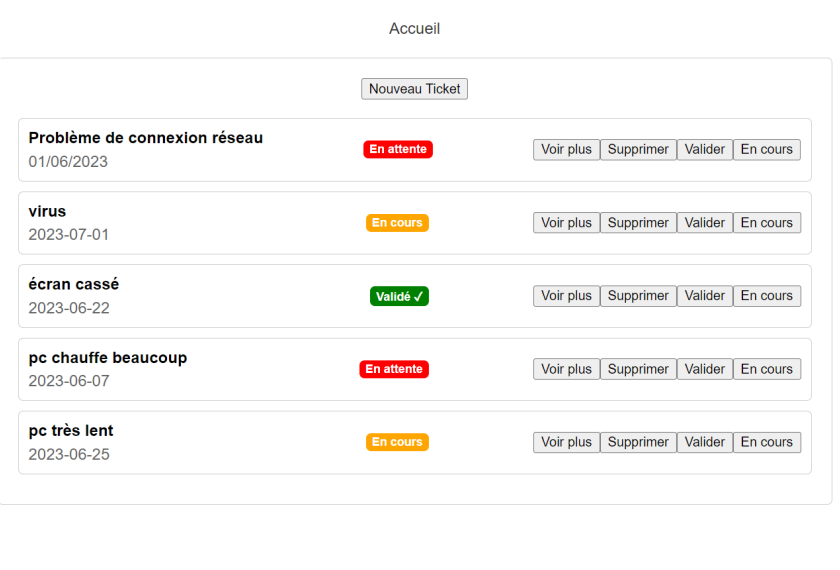 Accueil
Nouveau Ticket
Problème de connexion réseau
01/06/2023
En attente
Voir plus Supprimer Valider En cours
virus
2023-07-01
En cours
Voir plus Supprimer Valider En cours
écran cassé
2023-06-22
Validé ✓
Voir plus Supprimer Valider En cours
pc chauffe beaucoup
2023-06-07
En attente
Voir plus Supprimer Valider En cours
pc très lent
2023-06-25
En cours
Voir plus Supprimer Valider En cours